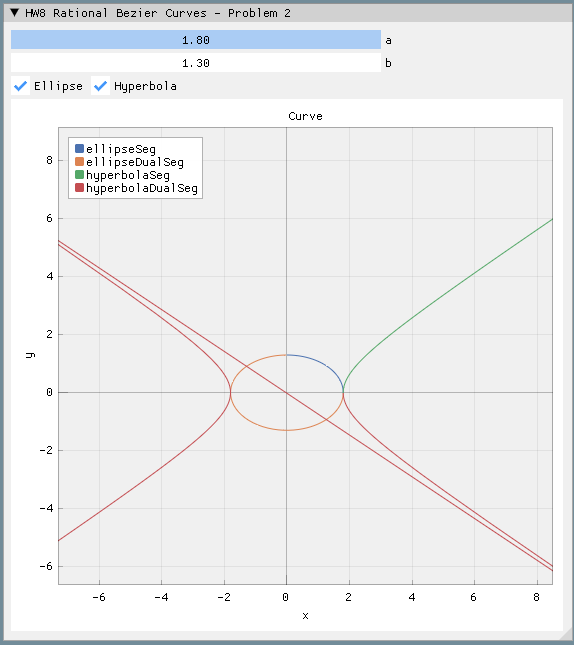 ▼ HW8 Rational Bezier Curves - Problem 2
1.80 a
1.30 b
Ellipse Hyperbola
Curve
ellipseSeg
ellipseDualSeg
hyperbolaSeg
hyperbolaDualSeg
8
6
4
2
0
-2
-4
-6
y
-6 -4 -2 0 2 4 6 8
x